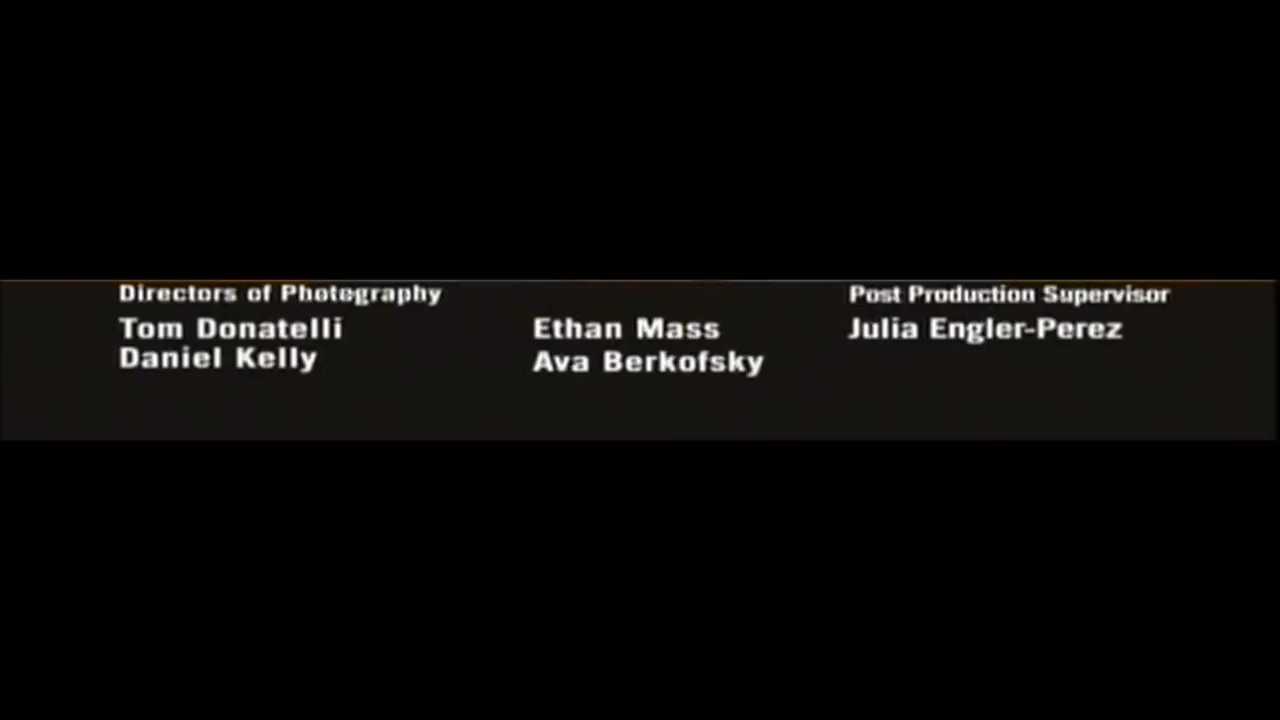 Directors of Photography
Tom Donatelli
Daniel Kelly
Ethan Mass
Ava Berkofsky
Post Production Supervisor
Julia Engler-Perez